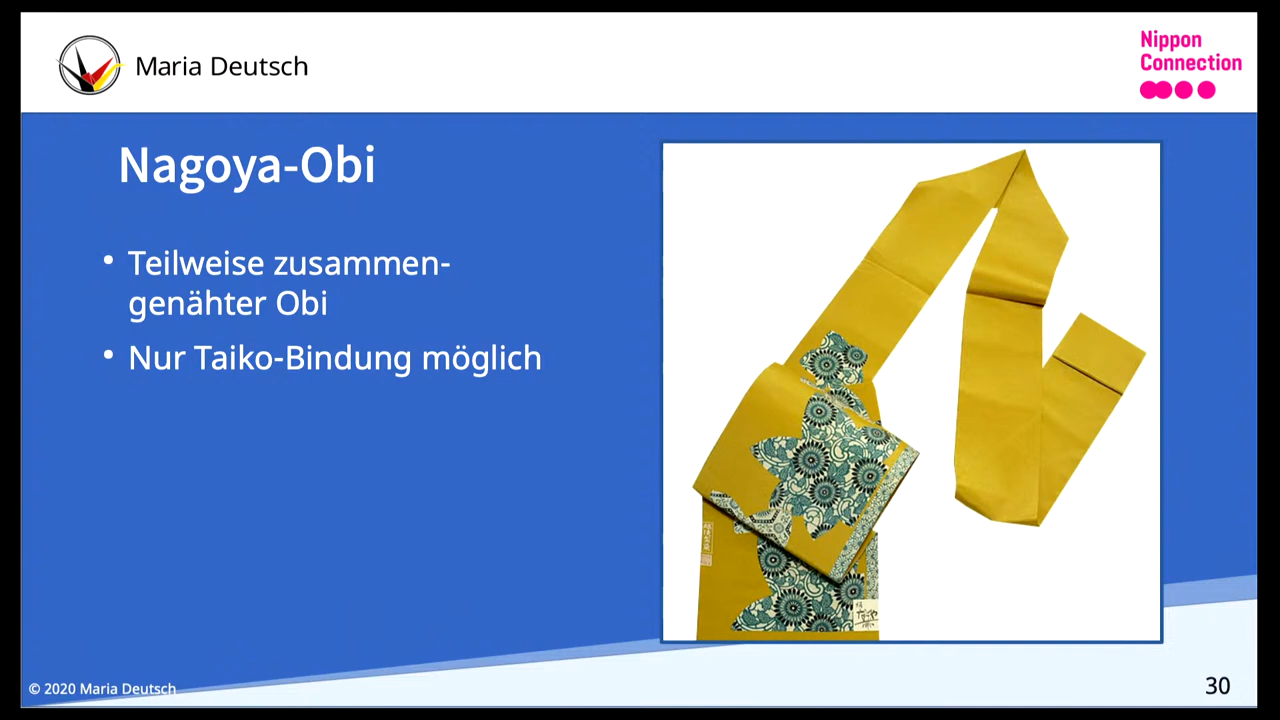 Maria Deutsch
Nippon
Connection
Nagoya-Obi
• Teilweise zusammen-
genähter Obi
• Nur Taiko-Bindung möglich
© 2020 Maria Deutsch
30